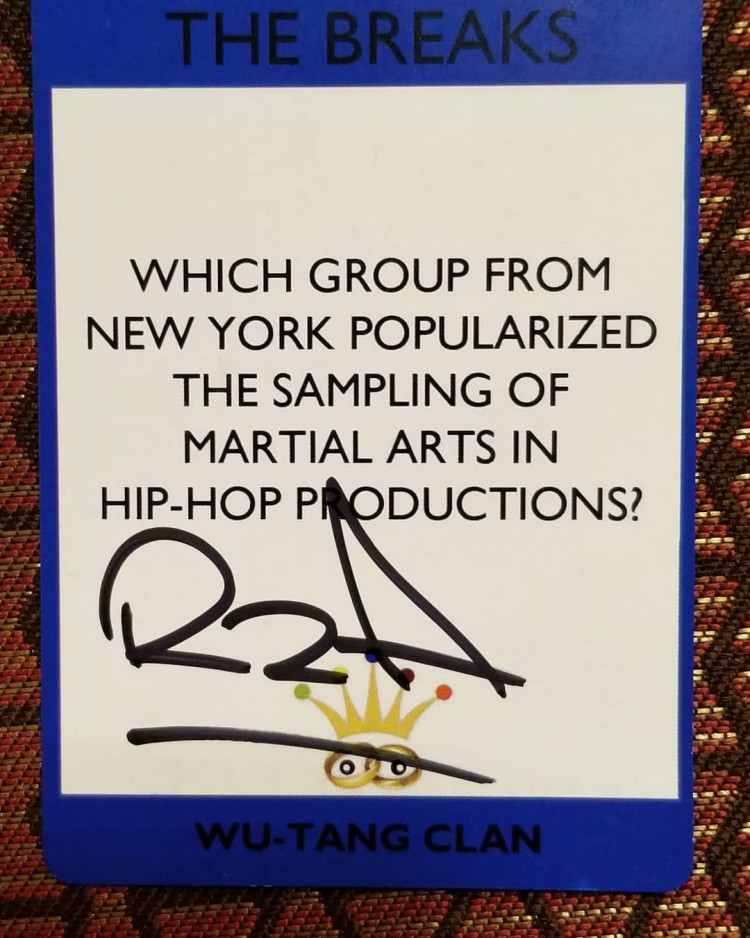 THE BREAKS
WHICH GROUP FROM
NEW YORK POPULARIZED
THE SAMPLING OF
MARTIAL ARTS IN
HIP-HOP PRODUCTIONS?
RZA
WU-TANG CLAN